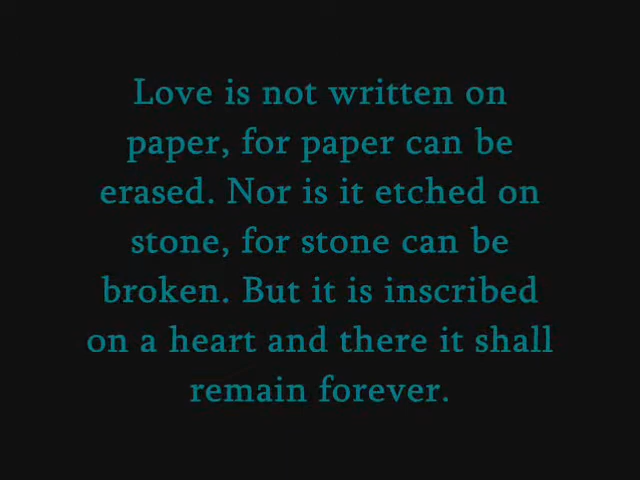 Love is not written on
paper, for paper can be
erased. Nor is it etched on
stone, for stone can be
broken. But it is inscribed
on a heart and there it shall
remain forever.